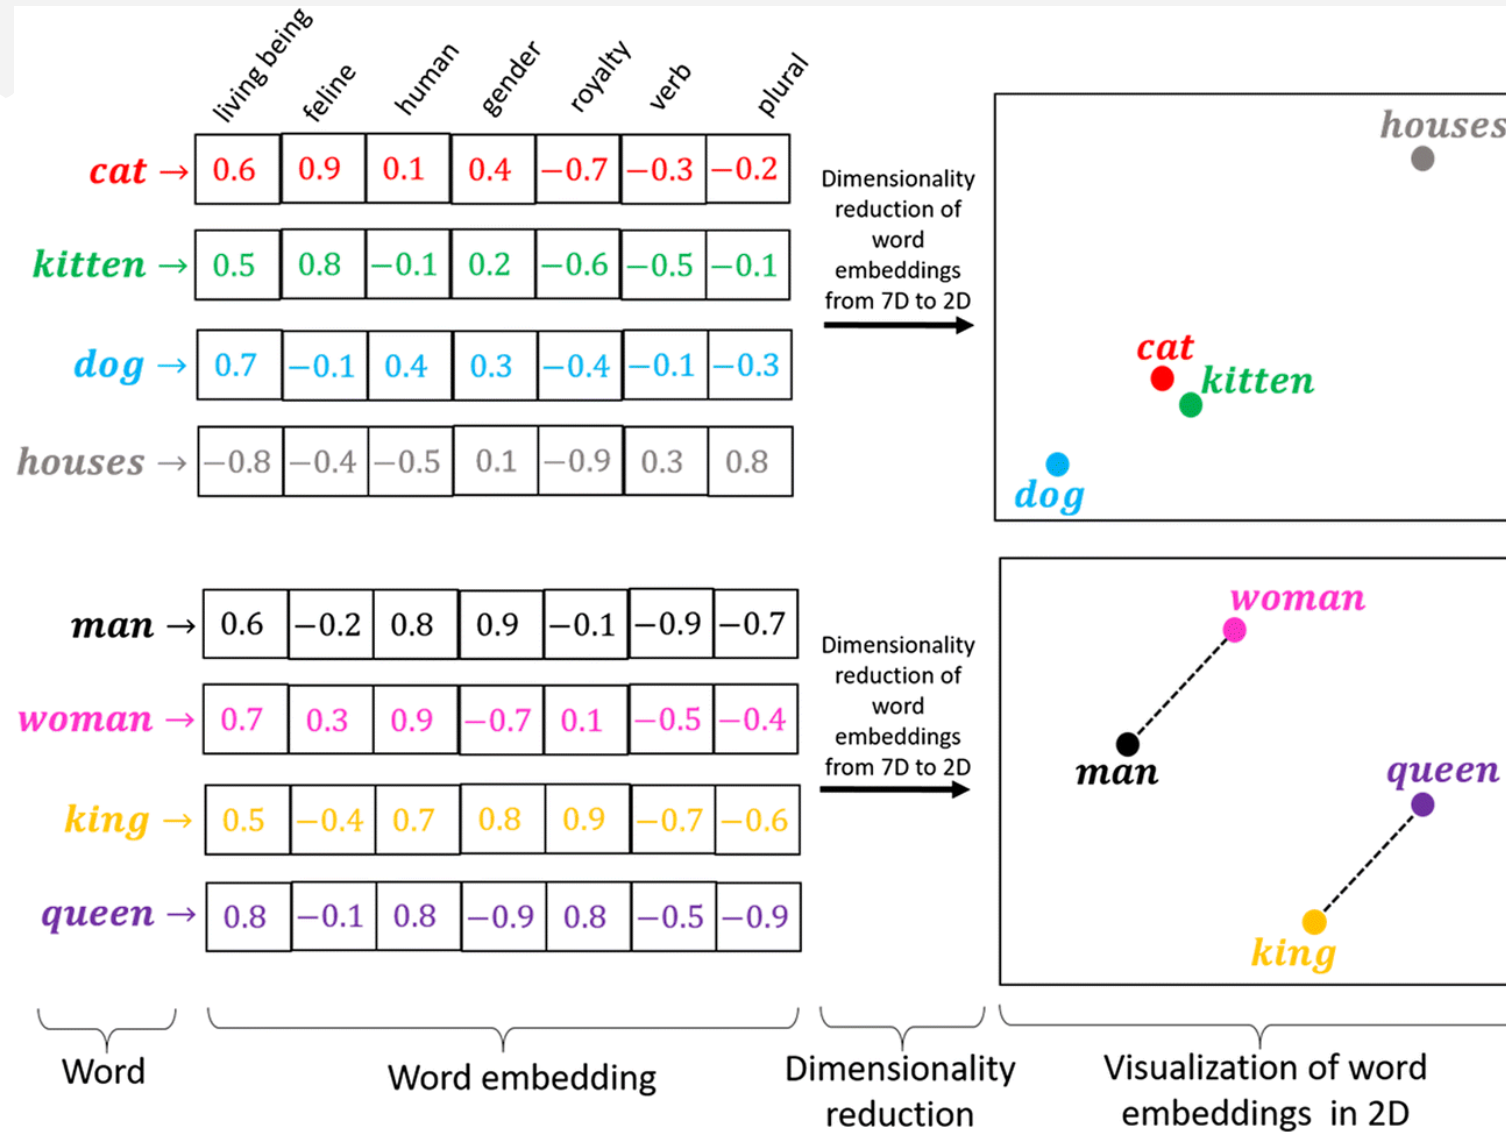 living being feline human gender royalty verb plural
cat → 0.6 0.9 0.1 0.4 −0.7 −0.3 −0.2
kitten → 0.5 0.8 −0.1 0.2 −0.6 −0.5 −0.1
dog → 0.7 −0.1 0.4 0.3 −0.4 −0.1 −0.3
houses → −0.8 −0.4 −0.5 0.1 −0.9 0.3 0.8
Dimensionality
reduction of
word
embeddings
from 7D to 2D
houses
cat
kitten
dog
man → 0.6 −0.2 0.8 0.9 −0.1 −0.9 −0.7
woman → 0.7 0.3 0.9 −0.7 0.1 −0.5 −0.4
king → 0.5 −0.4 0.7 0.8 0.9 −0.7 −0.6
queen → 0.8 −0.1 0.8 −0.9 0.8 −0.5 −0.9
Dimensionality
reduction of
word
embeddings
from 7D to 2D
woman
man
queen
king
Word
Word embedding
Dimensionality
reduction
Visualization of word
embeddings in 2D